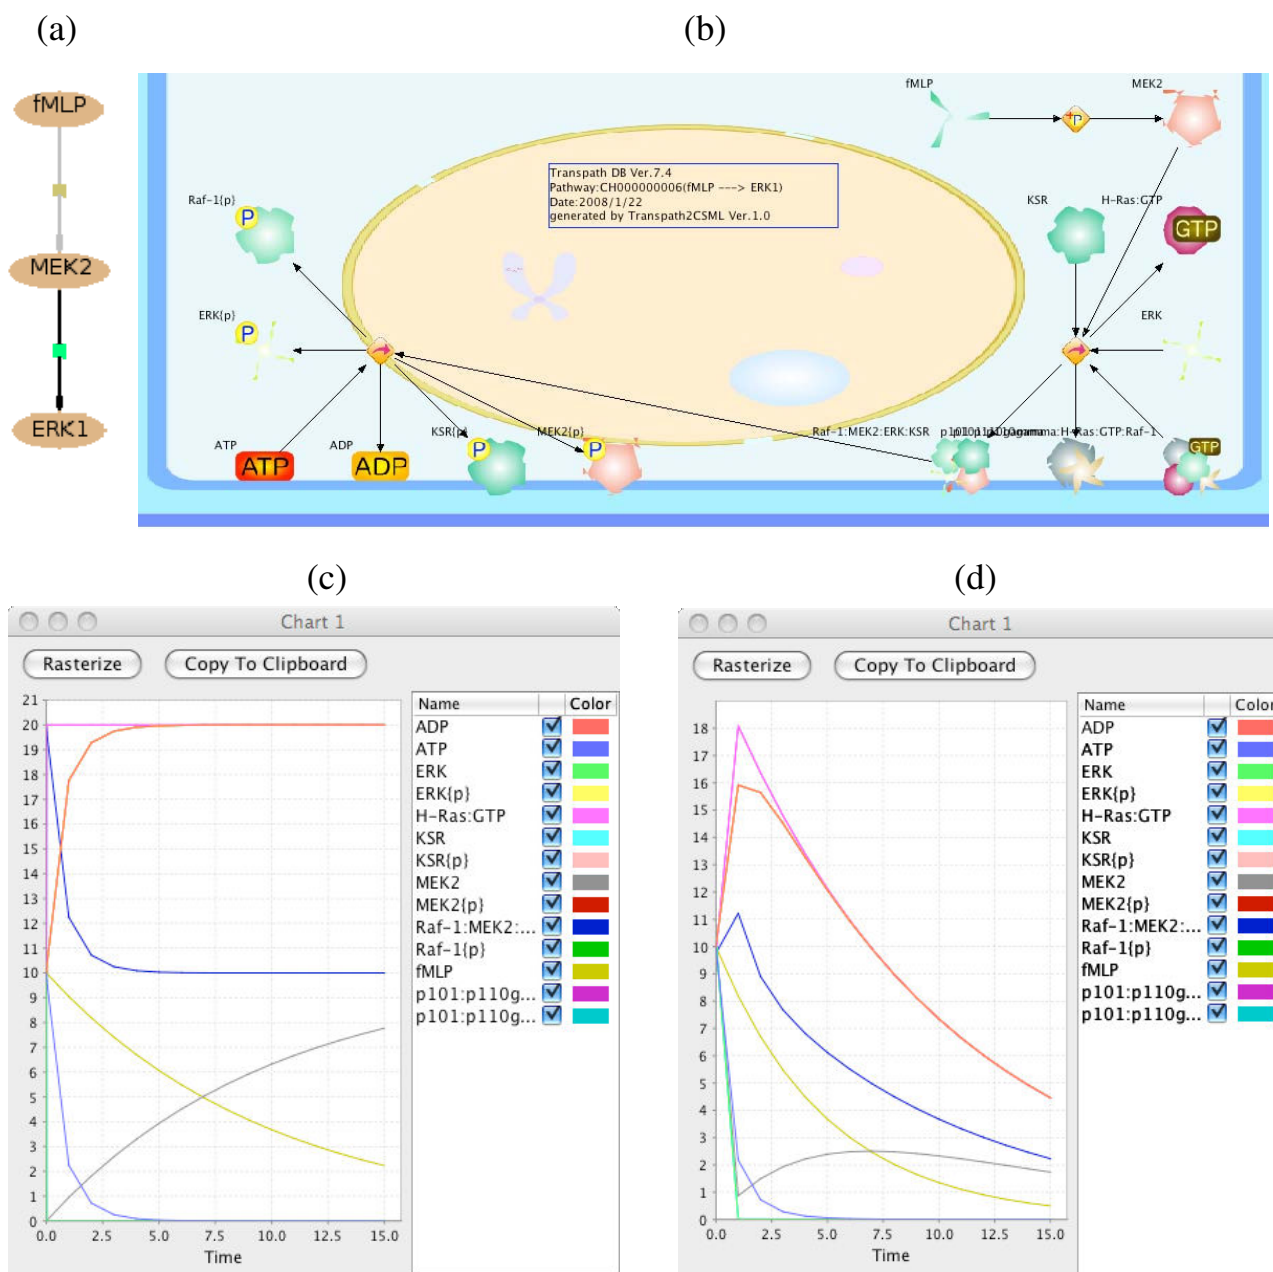 (a)
(b)
fMLP
MEK2
ERK1
fMLP
MEK2
Transpath DB Ver.7.4
Pathway:CH000000006(fMLP ---> ERK1)
Date:2008/1/22
generated by Transpath2CSML Ver.1.0
Raf-1{p}
P
KSR
H-Ras:GTP
GTP
ERK{p}
P
ERK
ATP
ATP
ADP
ADP
KSR{p}
P
MEK2{p}
P
Raf-1:MEK2:ERK:KSR
gamma:H-Ras:GTP:Raf-1
GTP
+P
(c)
(d)
Chart 1
Rasterize
Copy To Clipboard
21
20
19
18
17
16
15
14
13
12
11
10
9
8
7
6
5
4
3
2
1
0
0.0 2.5 5.0 7.5 10.0 12.5 15.0
Time
Name Color
ADP
ATP
ERK
ERK{p}
H-Ras:GTP
KSR
KSR{p}
MEK2
MEK2{p}
Raf-1:MEK2:...
Raf-1{p}
fMLP
p101:p110g...
p101:p110g...
Chart 1
Rasterize
Copy To Clipboard
18
17
16
15
14
13
12
11
10
9
8
7
6
5
4
3
2
1
0
0.0 2.5 5.0 7.5 10.0 12.5 15.0
Time
Name Color
ADP
ATP
ERK
ERK{p}
H-Ras:GTP
KSR
KSR{p}
MEK2
MEK2{p}
Raf-1:MEK2:...
Raf-1{p}
fMLP
p101:p110g...
p101:p110g...